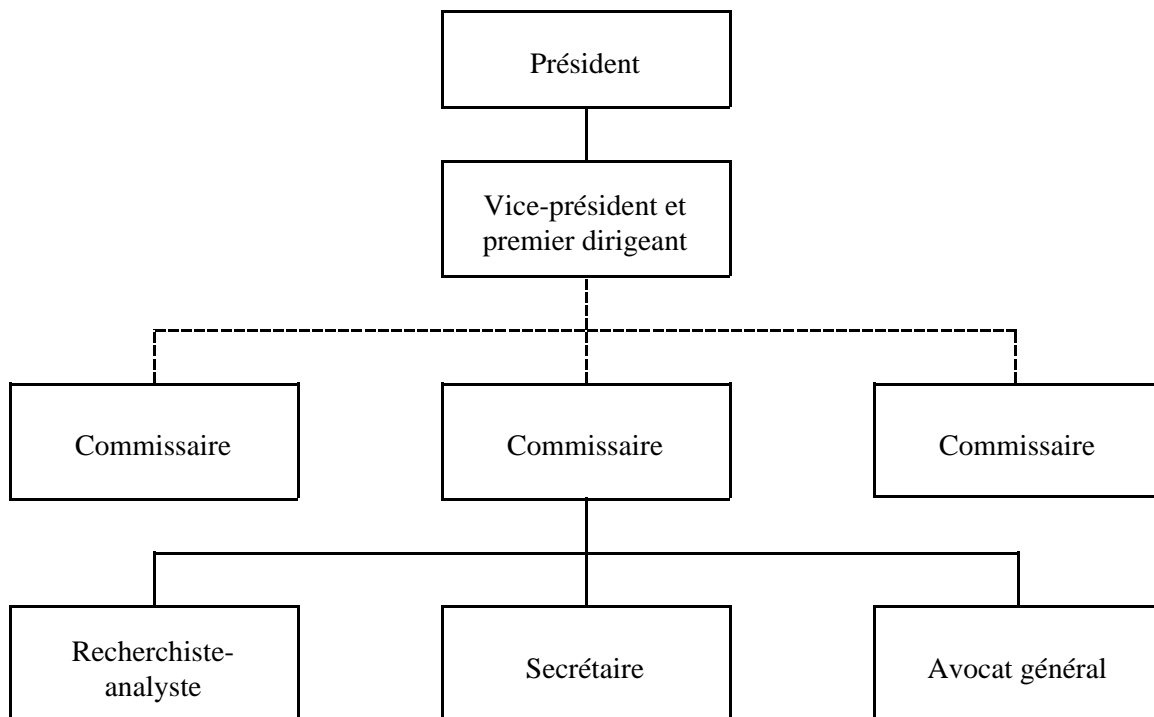 Président
Vice-président et
premier dirigeant
Commissaire
Commissaire
Commissaire
Recherchiste-
analyste
Secrétaire
Avocat général